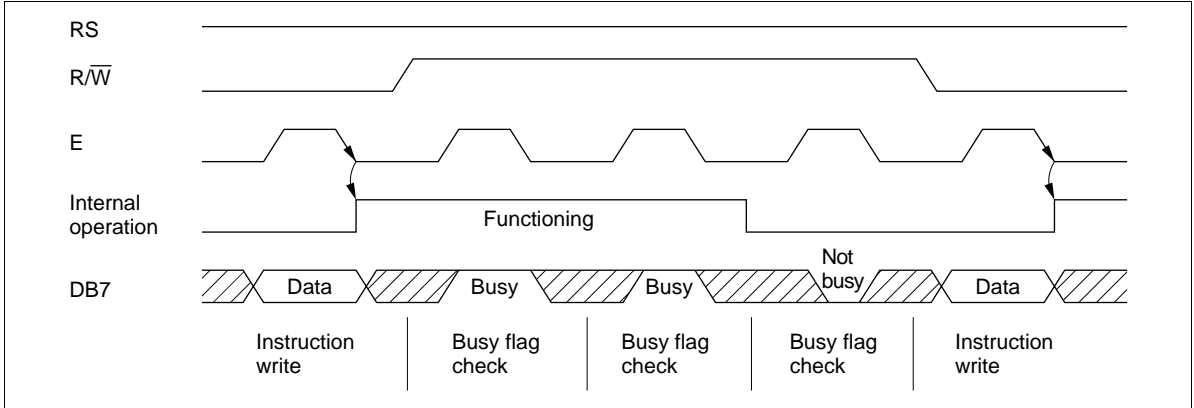 RS
R/W̅
E
Internal
operation
Functioning
DB7
Data
Busy
Busy
Not
busy
Data
Instruction
write
Busy flag
check
Busy flag
check
Busy flag
check
Instruction
write